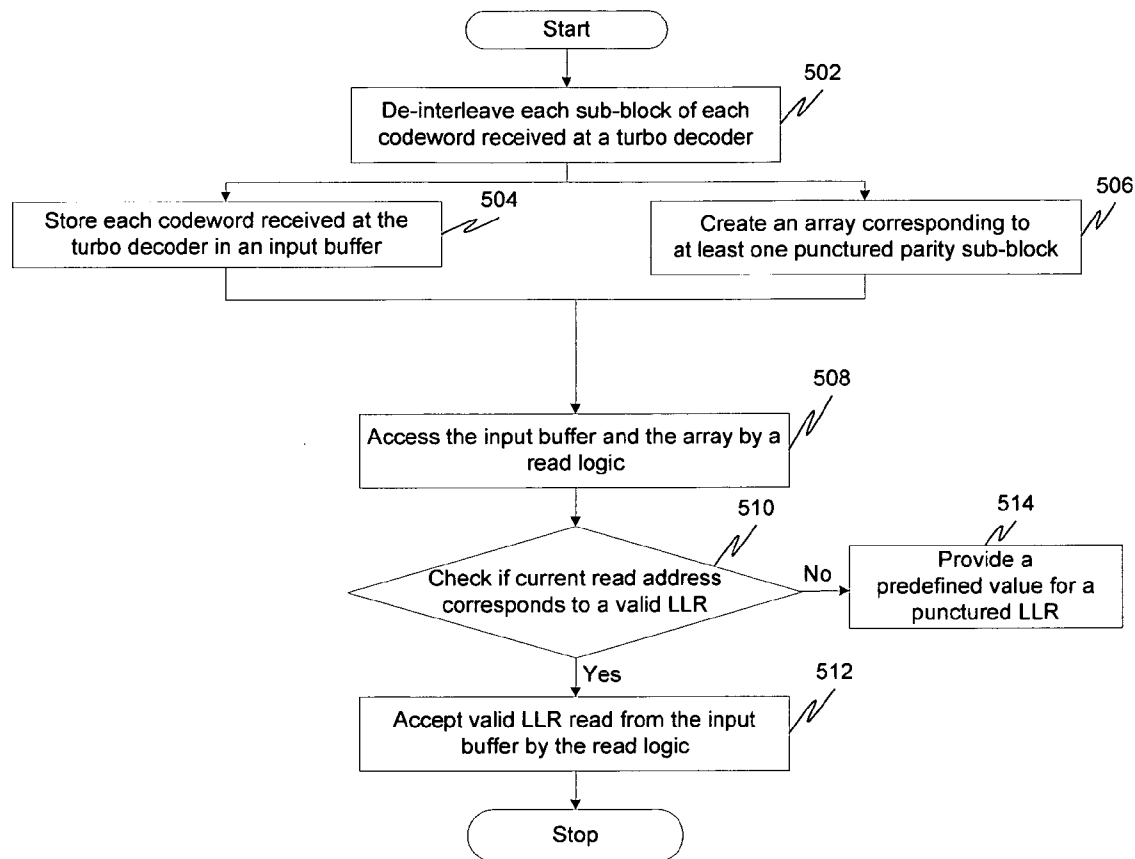 Start
502
De-interleave each sub-block of each
codeword received at a turbo decoder
504
Store each codeword received at the
turbo decoder in an input buffer
506
Create an array corresponding to
at least one punctured parity sub-block
508
Access the input buffer and the array by a
read logic
510
Check if current read address
corresponds to a valid LLR
No
514
Provide a
predefined value for a
punctured LLR
Yes
512
Accept valid LLR read from the input
buffer by the read logic
Stop